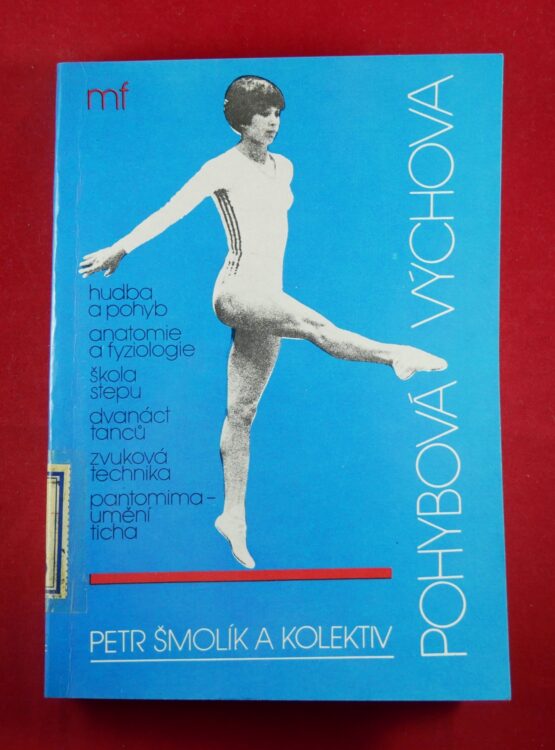 mf
POHYBOVÁ VÝCHOVA
hudba
a pohyb
anatomie
a fyziologie
škola
stepu
dvanáct
tanců
zvuková
technika
pantomima –
umění
ticha
PETR ŠMOLÍK A KOLEKTIV